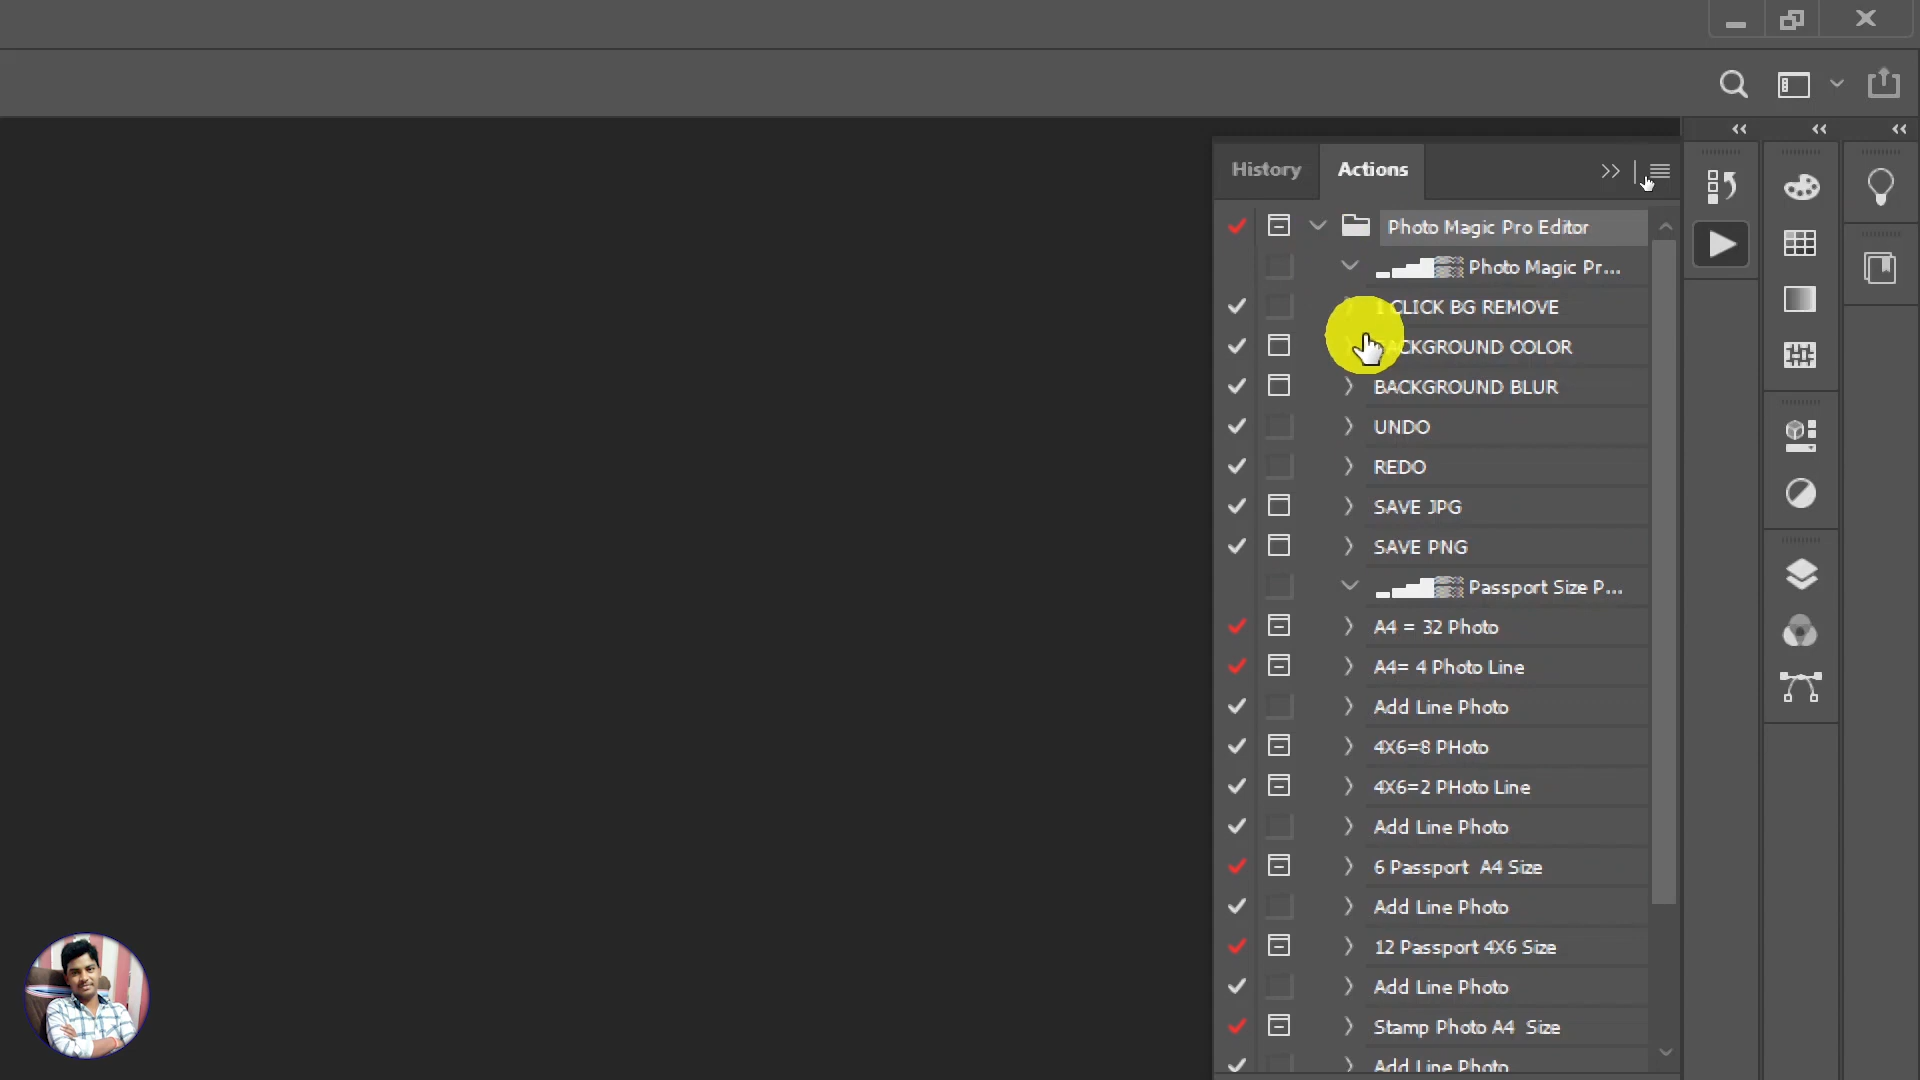 History
Actions
Photo Magic Pro Editor
Photo Magic Pr...
1 CLICK BG REMOVE
BACKGROUND COLOR
BACKGROUND BLUR
UNDO
REDO
SAVE JPG
SAVE PNG
Passport Size P...
A4 = 32 Photo
A4= 4 Photo Line
Add Line Photo
4X6=8 PHoto
4X6=2 PHoto Line
Add Line Photo
6 Passport  A4 Size
Add Line Photo
12 Passport 4X6 Size
Add Line Photo
Stamp Photo A4  Size
Add Line Photo